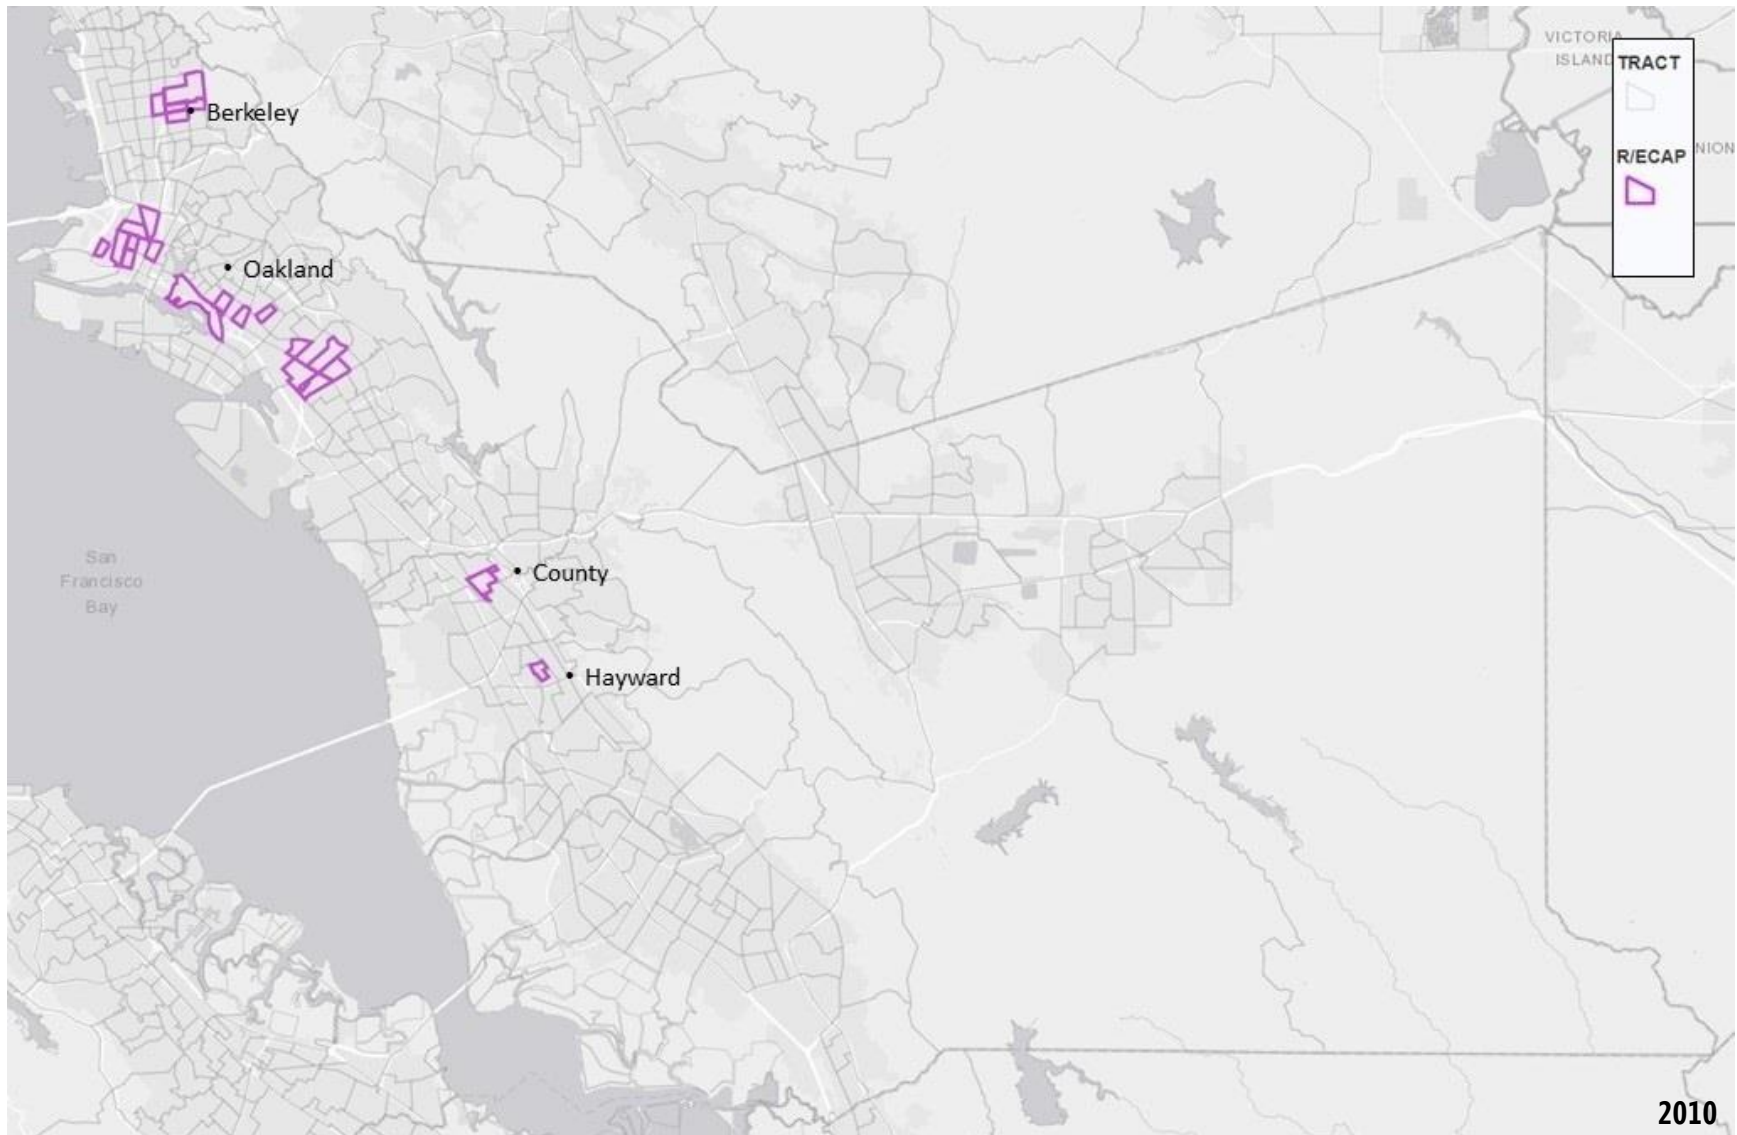 VICTORIA
ISLAND
TRACT
R/ECAP
NION
Berkeley
Oakland
San
Francisco
Bay
County
Hayward
2010